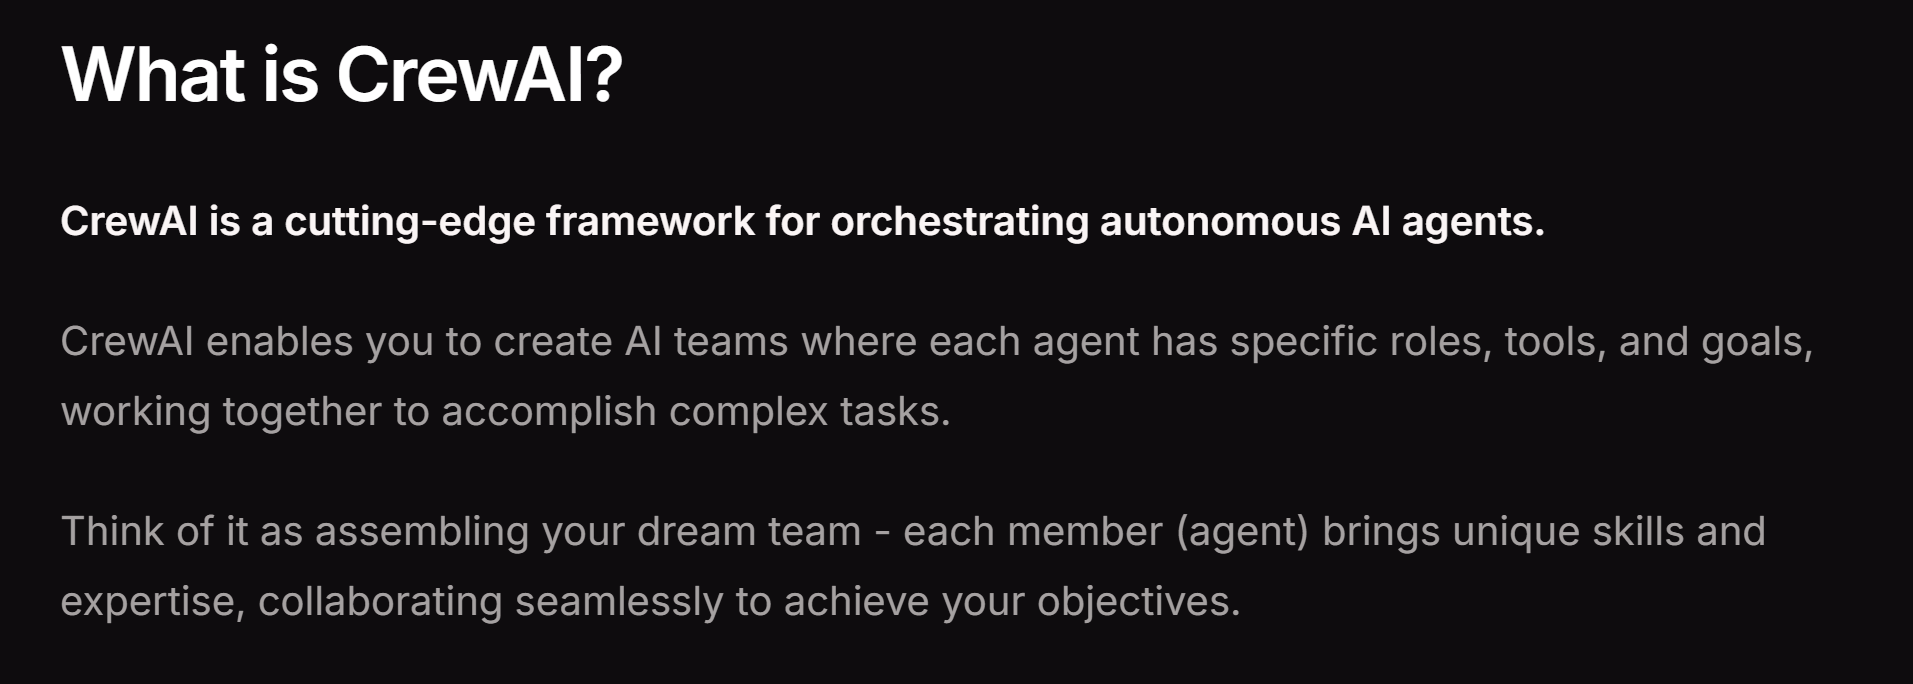 What is CrewAI?
CrewAI is a cutting-edge framework for orchestrating autonomous AI agents.
CrewAI enables you to create AI teams where each agent has specific roles, tools, and goals,
working together to accomplish complex tasks.
Think of it as assembling your dream team - each member (agent) brings unique skills and
expertise, collaborating seamlessly to achieve your objectives.